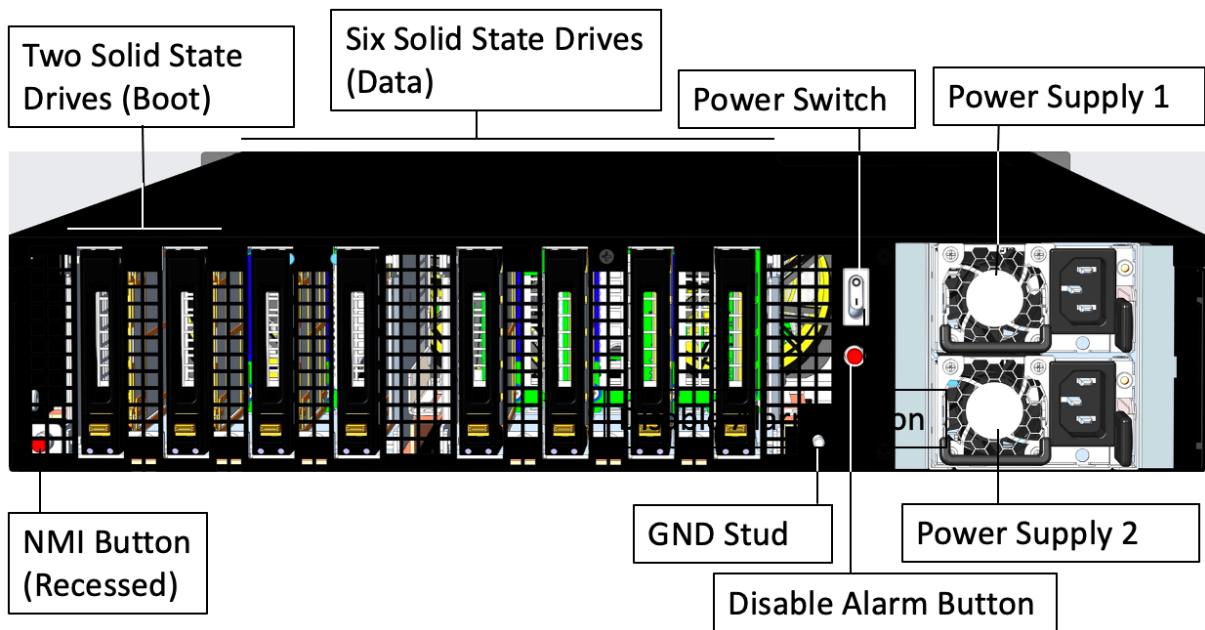 Two Solid State
Drives (Boot)
Six Solid State Drives
(Data)
Power Switch
Power Supply 1
NMI Button
(Recessed)
GND Stud
Power Supply 2
Disable Alarm Button